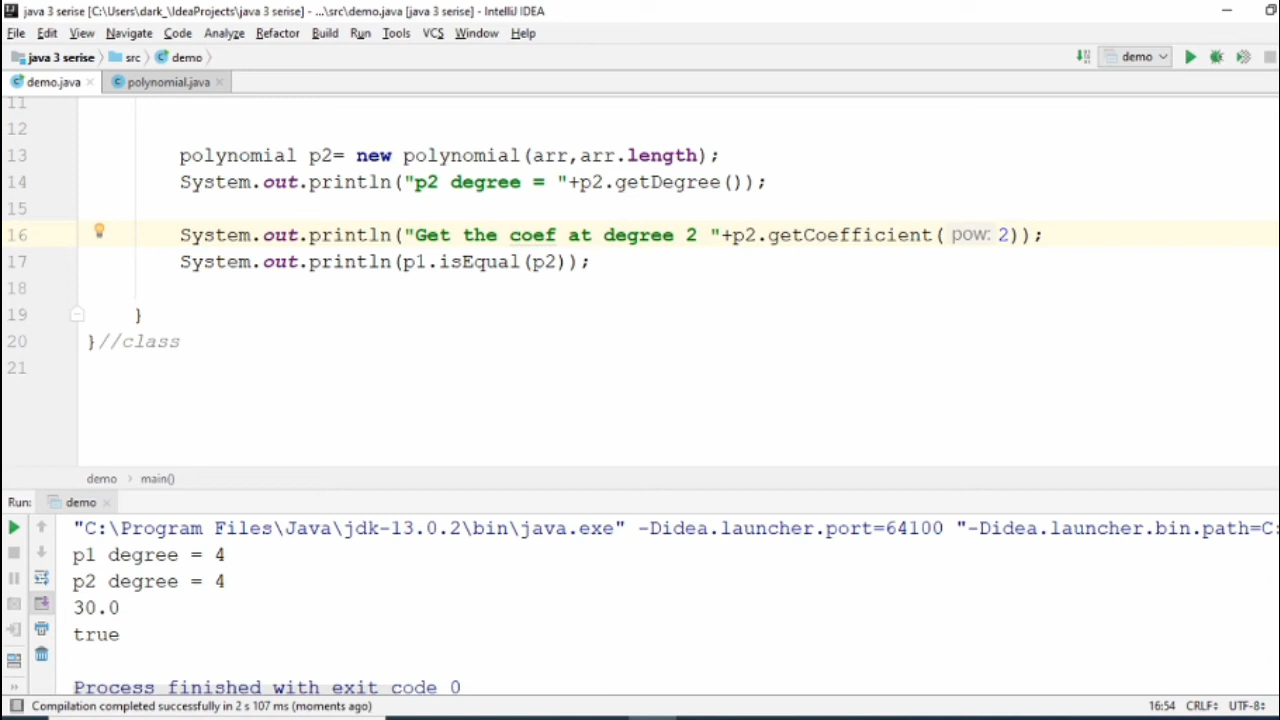 java 3 serise [C:\Users\dark_\IdeaProjects\java 3 serise] - ...\src\demo.java [java 3 serise] - IntelliJ IDEA
File Edit View Navigate Code Analyze Refactor Build Run Tools VCS Window Help
java 3 serise src demo demo
demo.java polynomial.java
11
12
13 polynomial p2= new polynomial(arr,arr.length);
14 System.out.println("p2 degree = "+p2.getDegree());
15
16 System.out.println("Get the coef at degree 2 "+p2.getCoefficient( pow: 2));
17 System.out.println(p1.isEqual(p2));
18
19 }
20 }//class
21
demo main()
Run: demo
"C:\Program Files\Java\jdk-13.0.2\bin\java.exe" -Didea.launcher.port=64100 "-Didea.launcher.bin.path=C:
p1 degree = 4
p2 degree = 4
30.0
true
Process finished with exit code 0
Compilation completed successfully in 2 s 107 ms (moments ago) 16:54 CRLF UTF-8